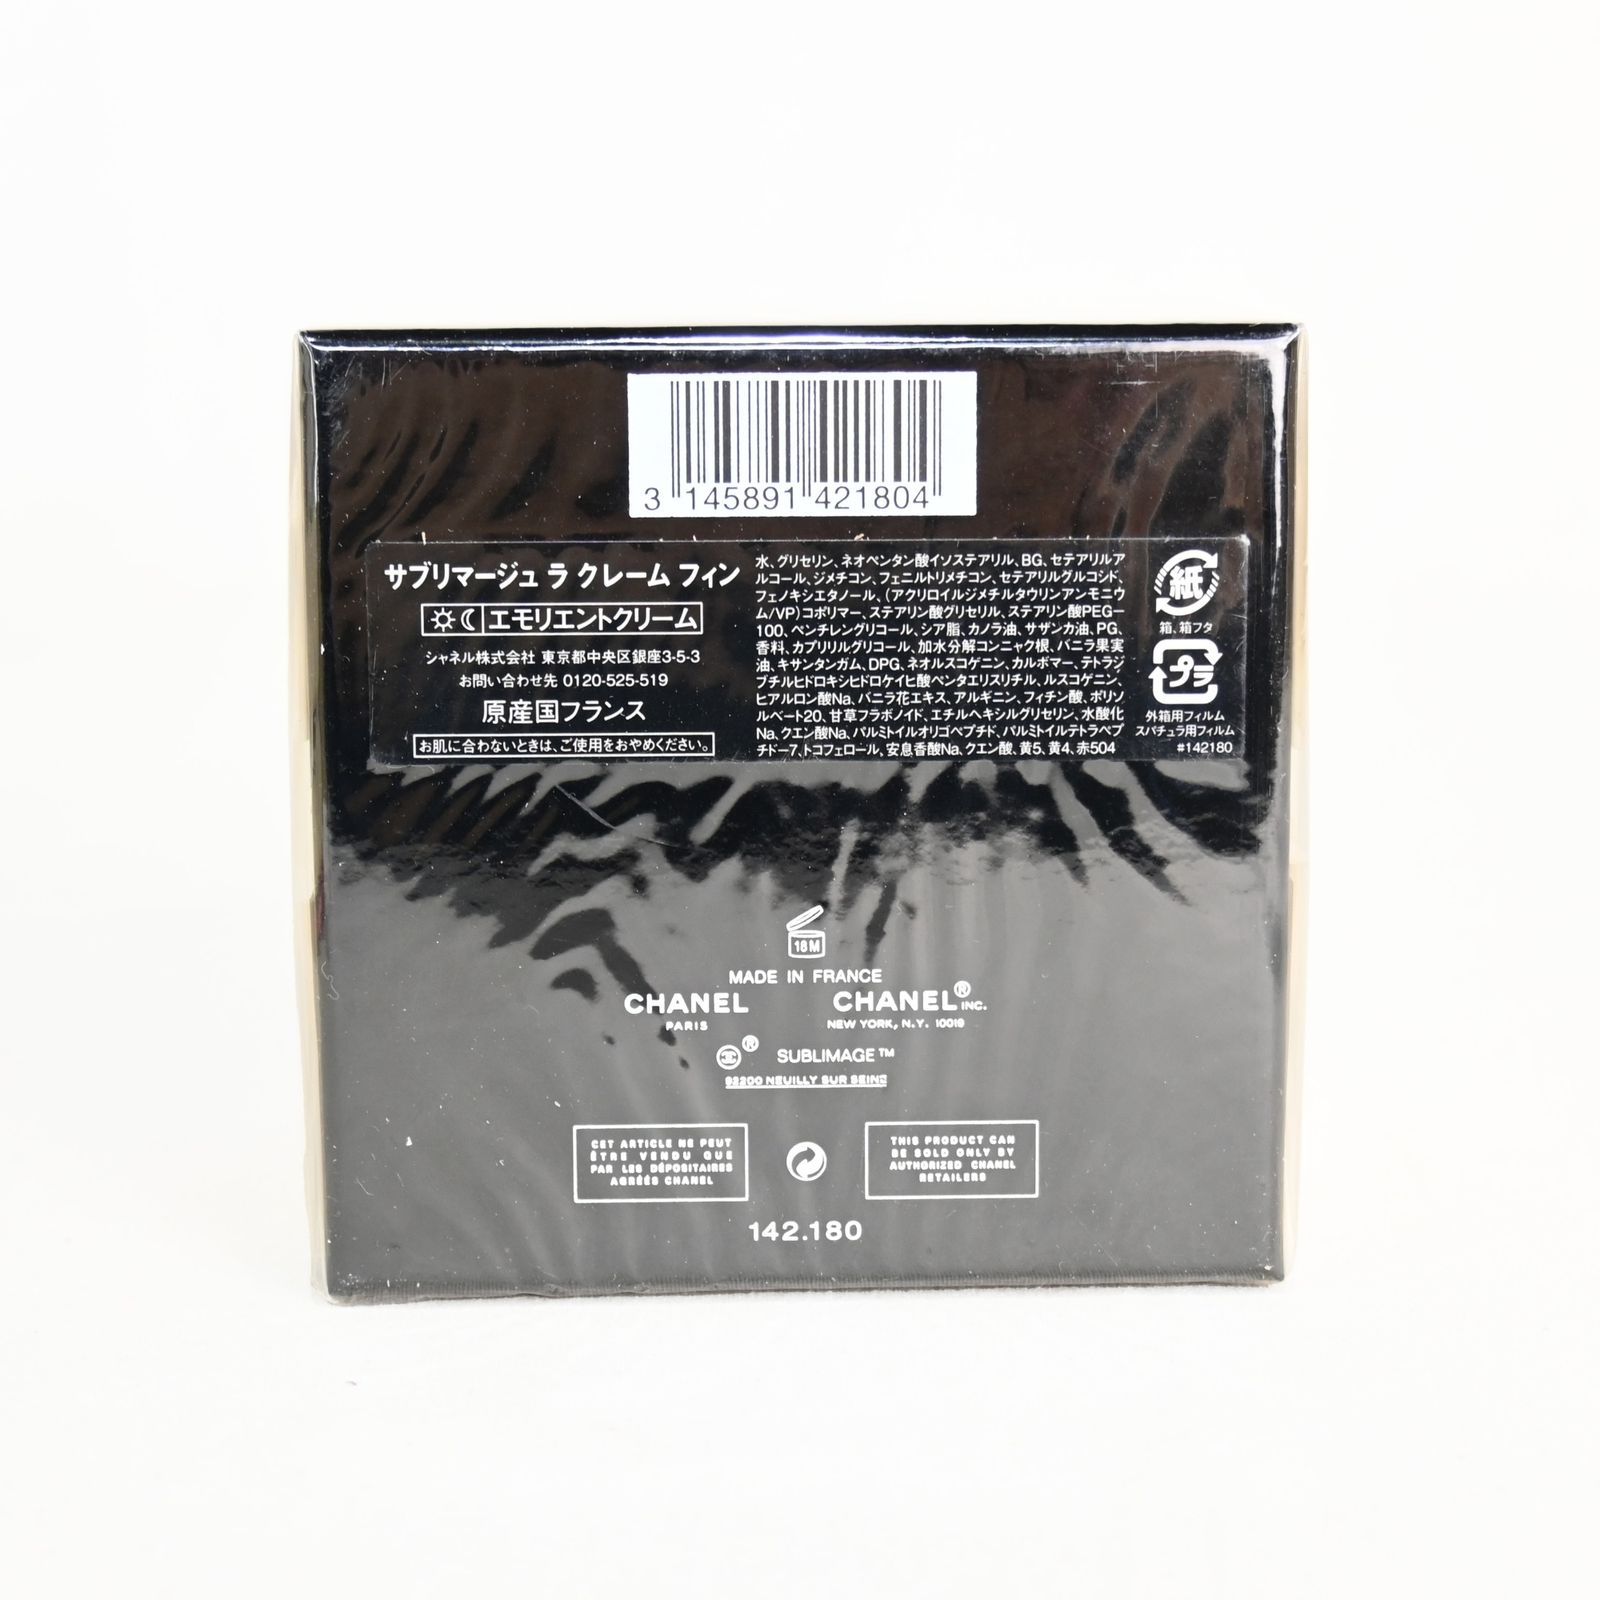 3 145891 421804
サブリマージュ ラ クレーム フィン
エモリエントクリーム
シャネル株式会社 東京都中央区銀座3-5-3
お問い合わせ先 0120-525-519
原産国フランス
お肌に合わないときは、ご使用をおやめください。
水、グリセリン、ネオペンタン酸イソステアリル、BG、セテアリルア
ルコール、ジメチコン、フェニルトリメチコン、セテアリルグルコシド、
フェノキシエタノール、(アクリロイルジメチルタウリンアンモニウ
ム/VP)コポリマー、ステアリン酸グリセリル、ステアリン酸PEG-
100、ペンチレングリコール、シア脂、カノラ油、サザンカ油、PG、
香料、カプリリルグリコール、加水分解コンニャク根、バニラ果実
油、キサンタンガム、DPG、ネオルスコゲニン、カルボマー、テトラジ
ブチルヒドロキシヒドロケイヒ酸ペンタエリスリチル、ルスコゲニン、
ヒアルロン酸Na、バニラ花エキス、アルギニン、フィチン酸、ポリソ
ルベート20、甘草フラボノイド、エチルヘキシルグリセリン、水酸化
Na、クエン酸Na、パルミトイルオリゴペプチド、パルミトイルテトラペプ
チドー7、トコフェロール、安息香酸Na、クエン酸、黄5、黄4、赤504
紙
箱、箱フタ
プラ
外箱用フィルム
スパチュラ用フィルム
#142180
18M
MADE IN FRANCE
CHANEL
PARIS
CHANEL® INC.
NEW YORK, N.Y. 10019
® SUBLIMAGE™
92200 NEUILLY SUR SEINE
CET ARTICLE NE PEUT
ÊTRE VENDU QUE
PAR LES DÉPOSITAIRES
AGRÉÉS CHANEL
THIS PRODUCT CAN
BE SOLD ONLY BY
AUTHORIZED CHANEL
RETAILERS
142.180